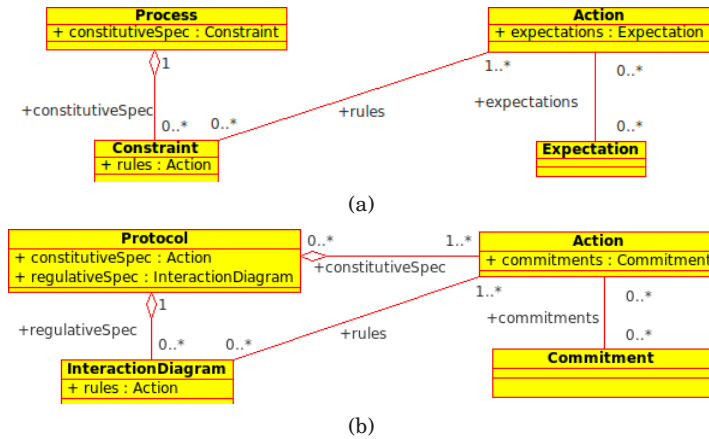 Process
+ constitutiveSpec : Constraint
Action
+ expectations : Expectation
1
1..*
0..*
+constitutiveSpec
+rules
+expectations
0..*
0..*
0..*
Constraint
+ rules : Action
Expectation
(a)
Protocol
+ constitutiveSpec : Action
+ regulativeSpec : InteractionDiagram
0..*
1..*
+constitutiveSpec
Action
+ commitments : Commitment
1
1..*
0..*
+regulativeSpec
+rules
+commitments
0..*
0..*
0..*
InteractionDiagram
+ rules : Action
Commitment
(b)